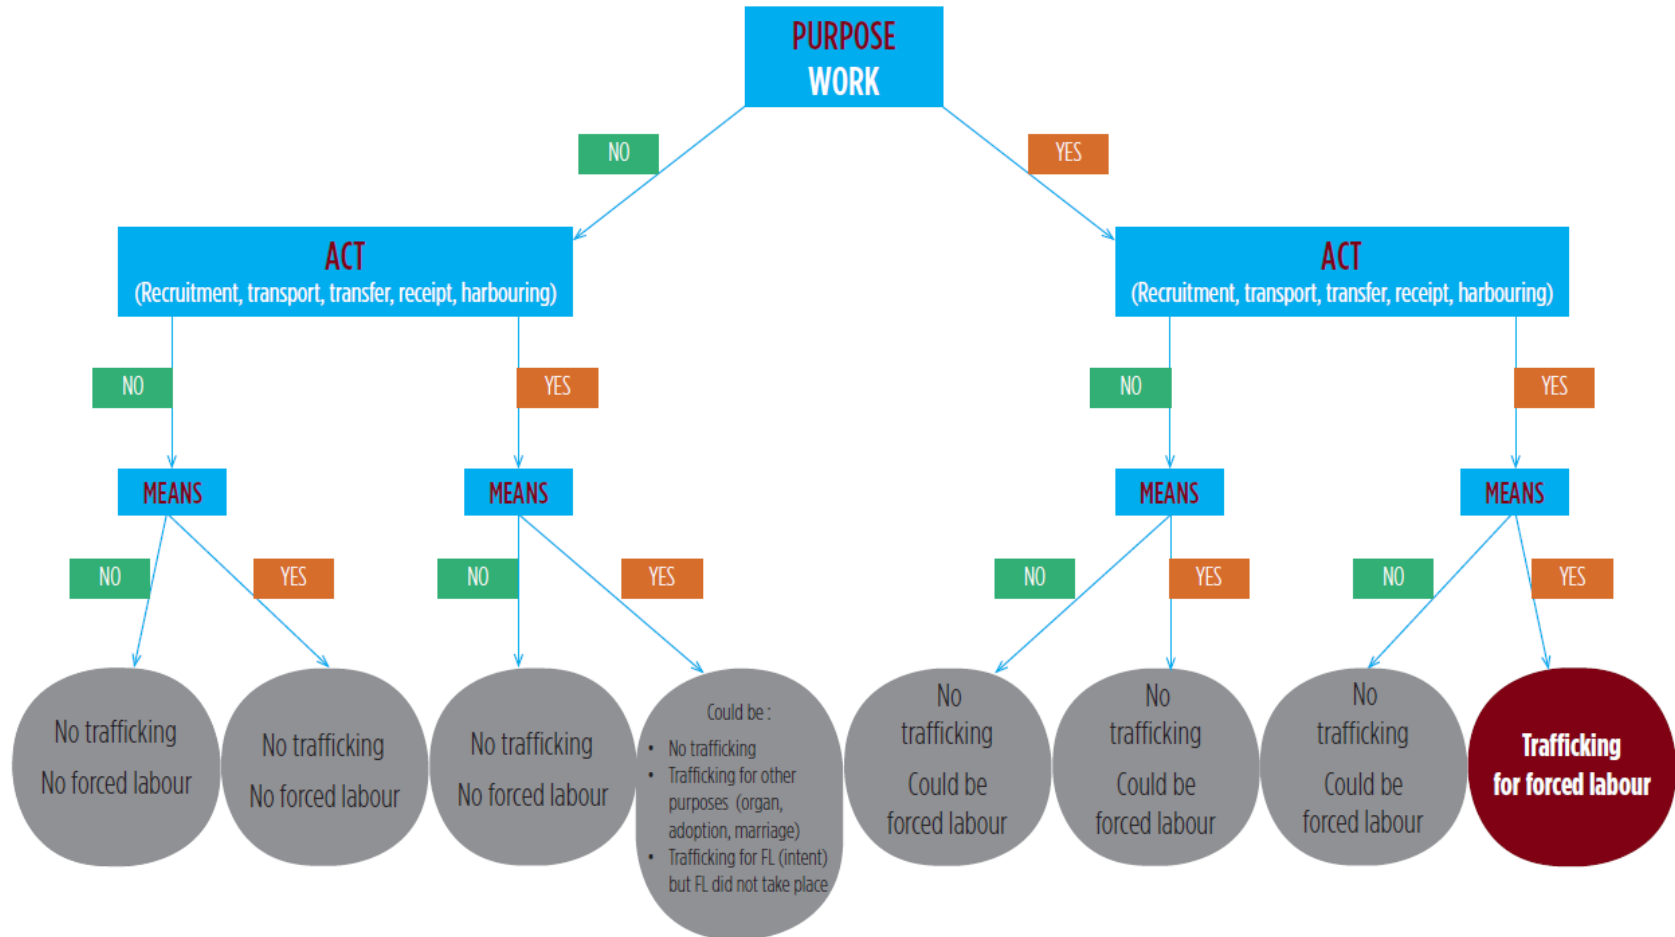 PURPOSE
WORK
NO
YES
ACT
(Recruitment, transport, transfer, receipt, harbouring)
ACT
(Recruitment, transport, transfer, receipt, harbouring)
NO
YES
NO
YES
MEANS
MEANS
MEANS
MEANS
NO
YES
NO
YES
NO
YES
NO
YES
No trafficking
No forced labour
No trafficking
No forced labour
No trafficking
No forced labour
Could be :
• No trafficking
• Trafficking for other
purposes (organ,
adoption, marriage)
• Trafficking for FL (intent)
but FL did not take place
No
trafficking
Could be
forced labour
No
trafficking
Could be
forced labour
No
trafficking
Could be
forced labour
Trafficking
for forced labour